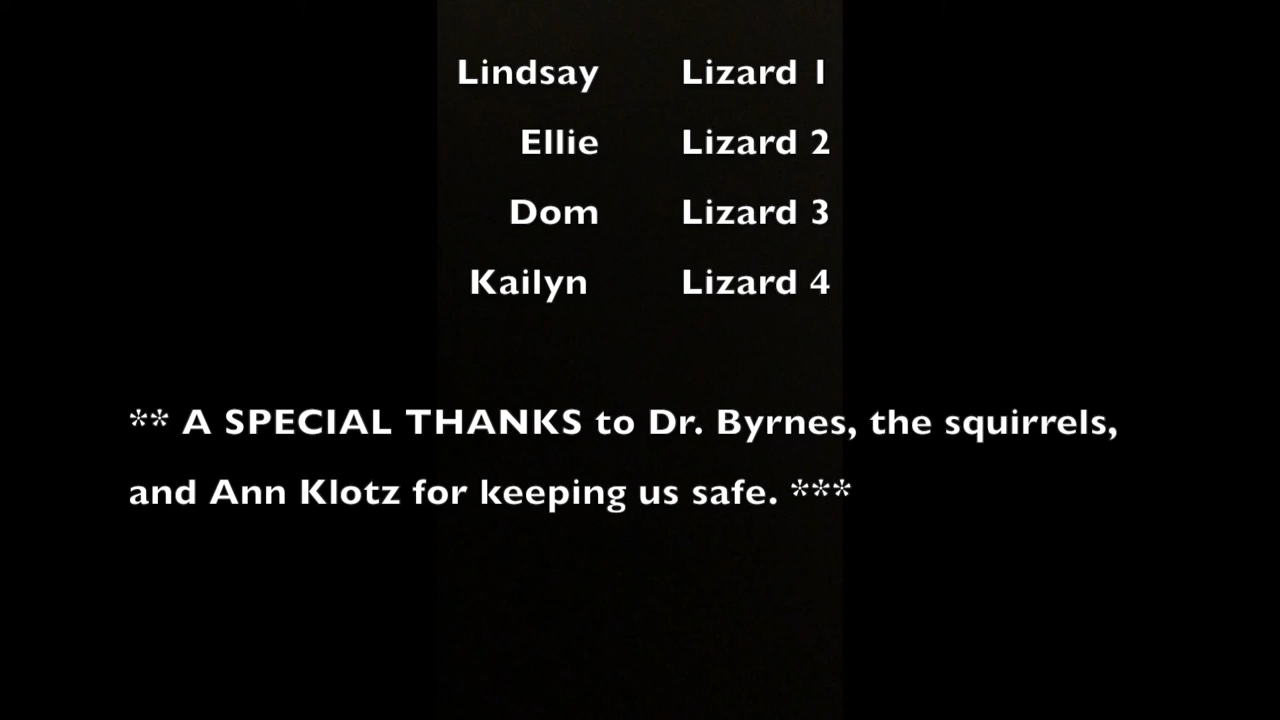 Lindsay Lizard 1
Ellie Lizard 2
Dom Lizard 3
Kailyn Lizard 4
** A SPECIAL THANKS to Dr. Byrnes, the squirrels,
and Ann Klotz for keeping us safe. ***